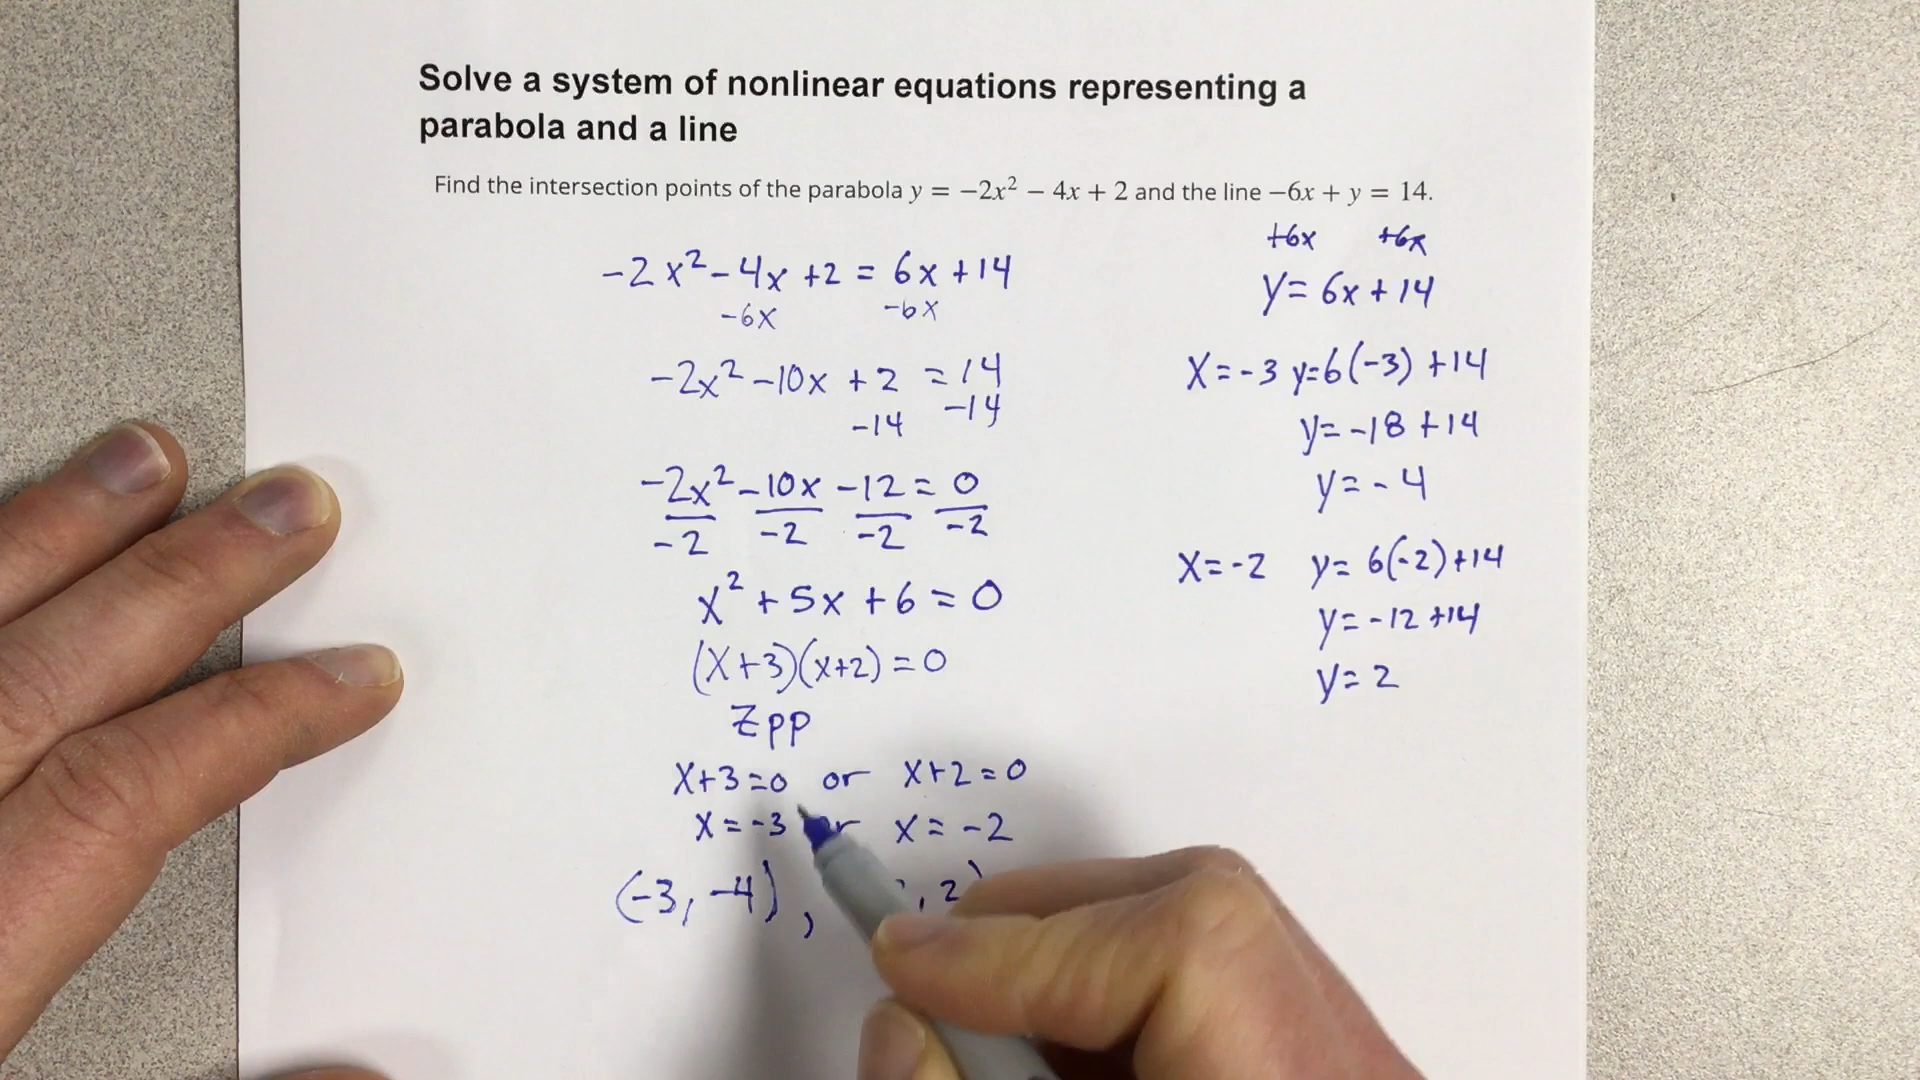 Solve a system of nonlinear equations representing a
parabola and a line
Find the intersection points of the parabola y = −2x² − 4x + 2 and the line −6x + y = 14.
+6x +6x
y = 6x + 14
-2x² - 4x + 2 = 6x + 14
-6x -6x
-2x² - 10x + 2 = 14
-14 -14
-2x² - 10x - 12 = 0
-2 -2 -2 -2
x² + 5x + 6 = 0
(x+3)(x+2) = 0
Zpp
x+3=0 or x+2=0
x = -3 x = -2
(-3, -4), , 2)
x = -3 y=6(-3) + 14
y = -18 + 14
y = -4
x = -2 y = 6(-2)+14
y = -12 +14
y = 2